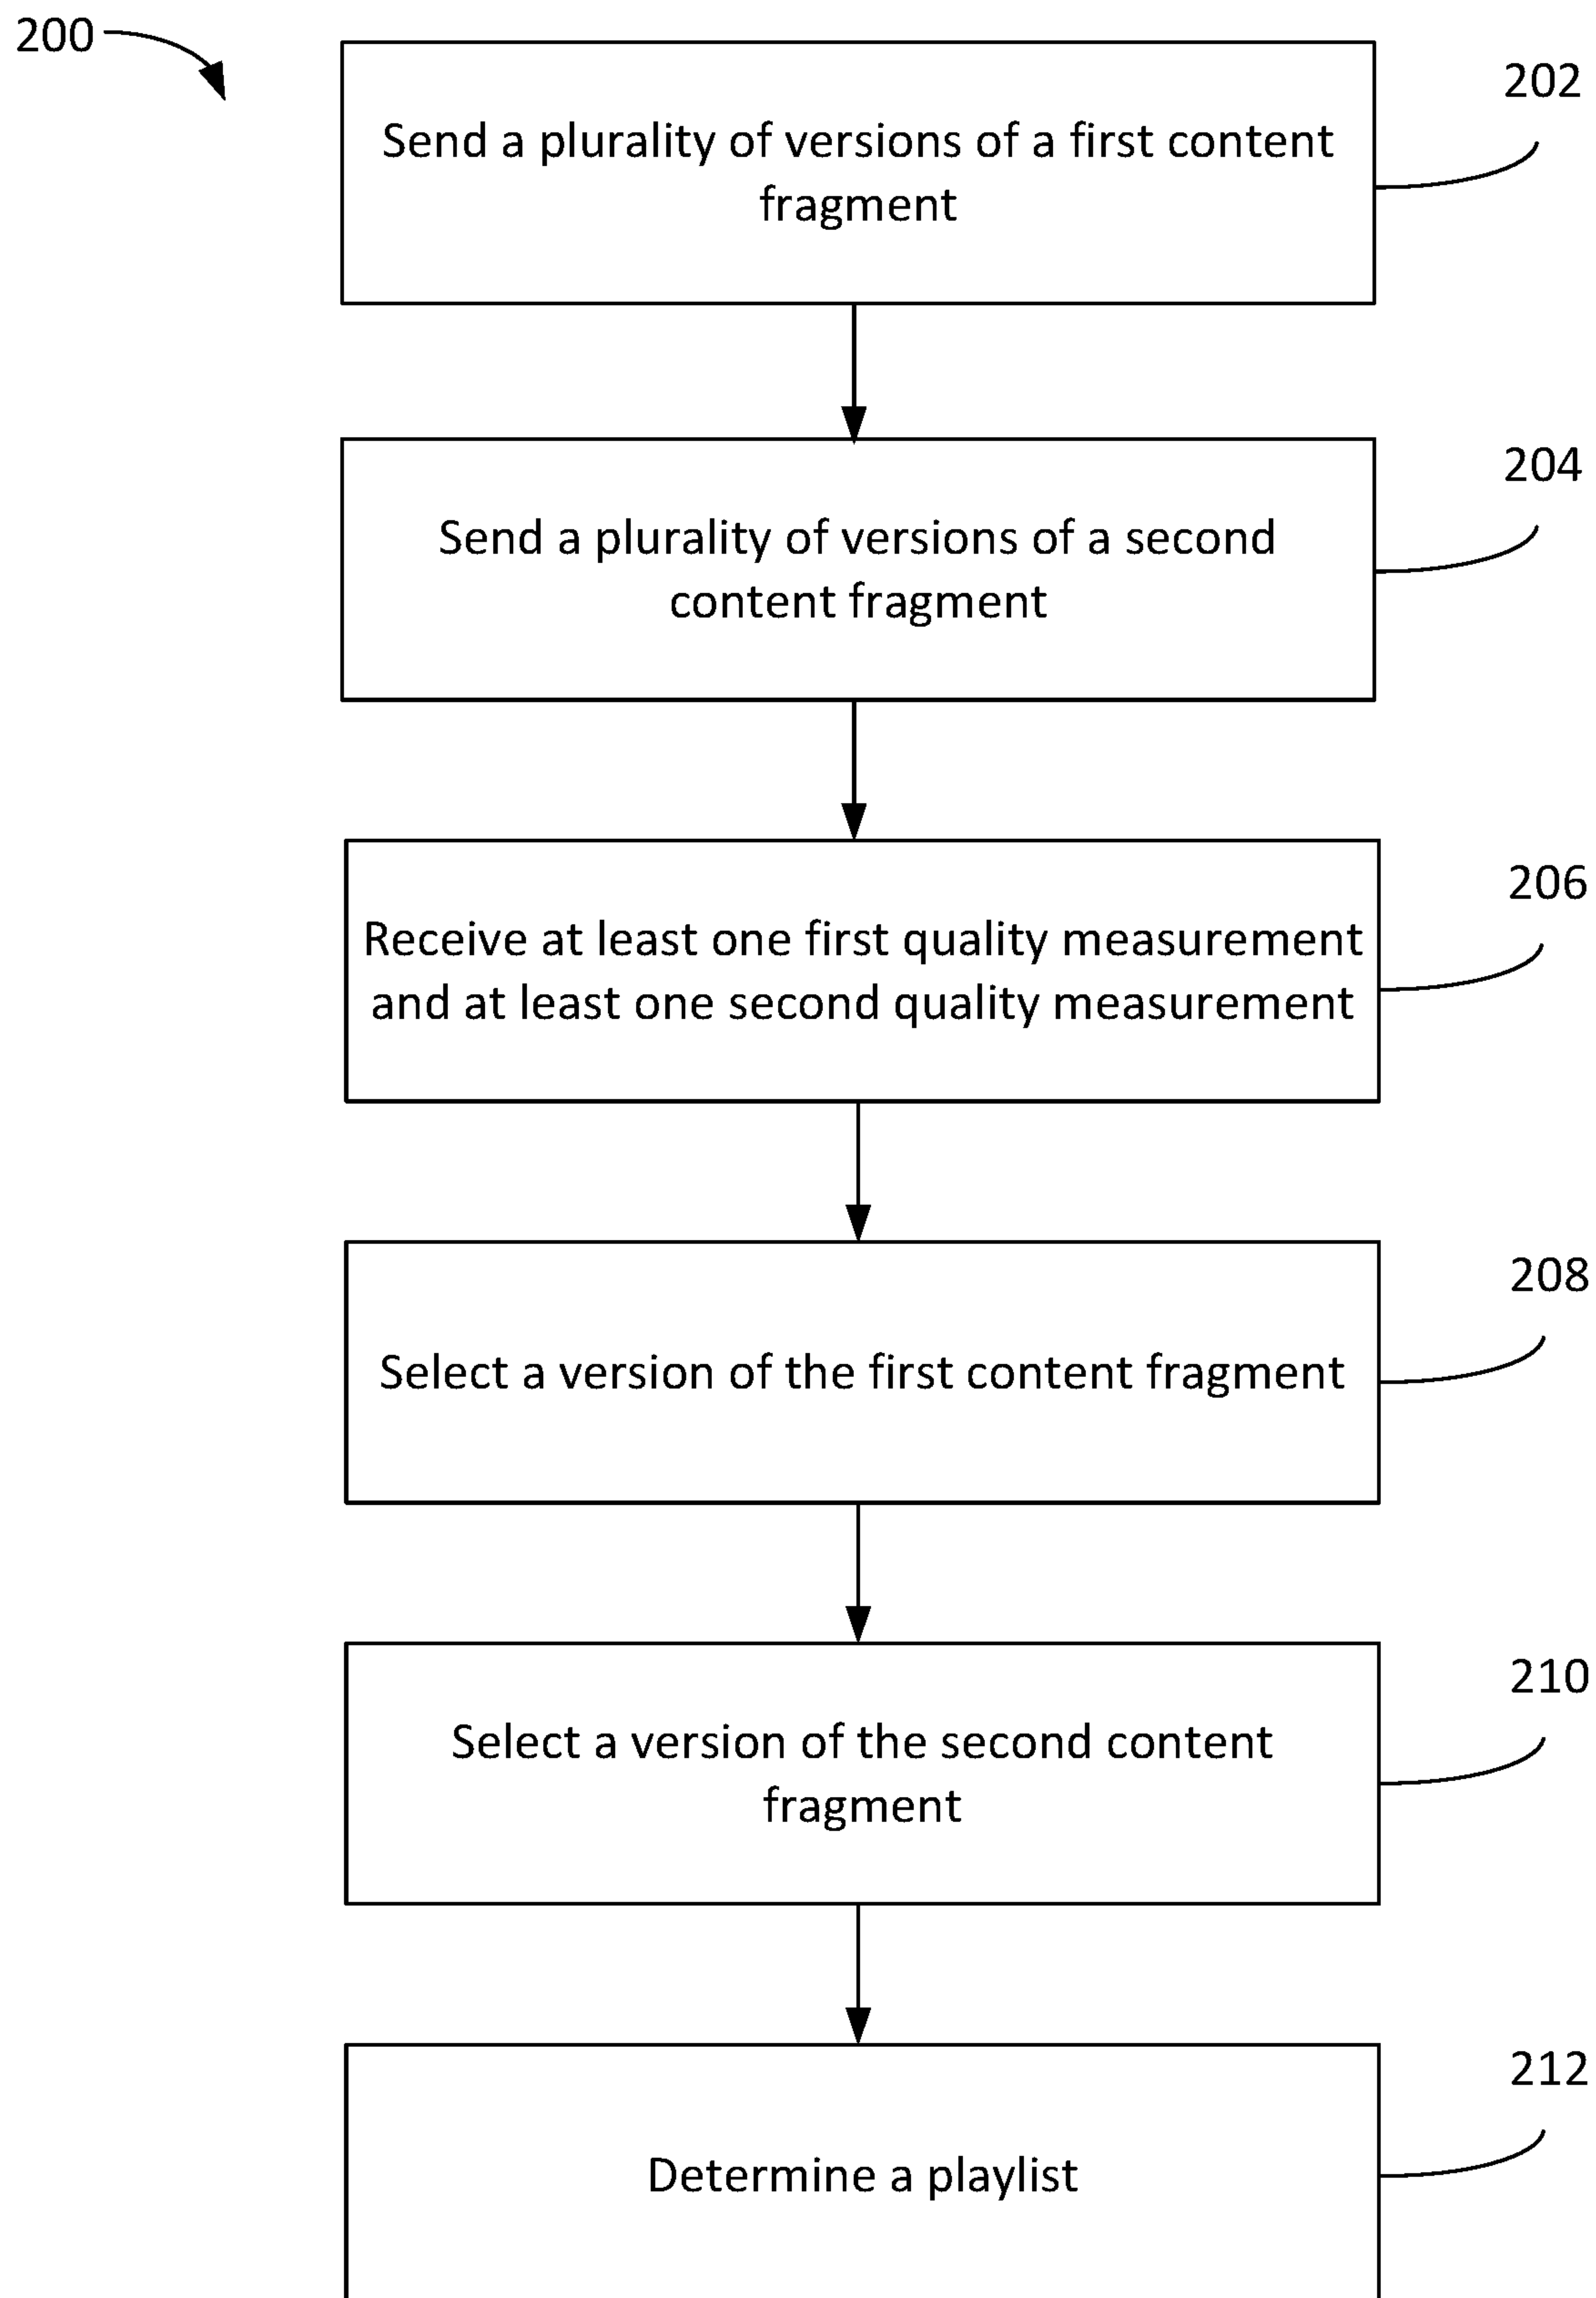 200
202
Send a plurality of versions of a first content
fragment
204
Send a plurality of versions of a second
content fragment
206
Receive at least one first quality measurement
and at least one second quality measurement
208
Select a version of the first content fragment
210
Select a version of the second content
fragment
212
Determine a playlist